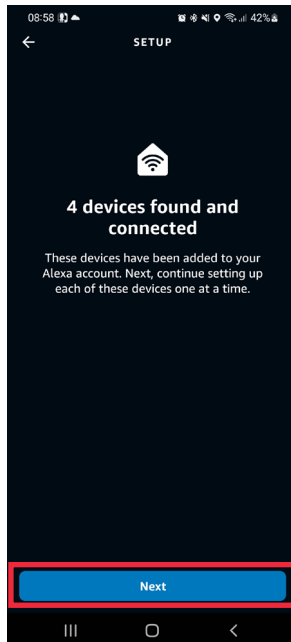 08:58 42%
SETUP
4 devices found and
connected
These devices have been added to your
Alexa account. Next, continue setting up
each of these devices one at a time.
Next